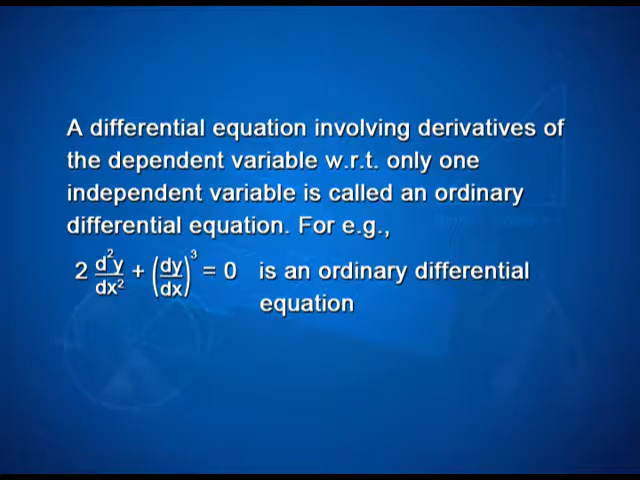 A differential equation involving derivatives of
the dependent variable w.r.t. only one
independent variable is called an ordinary
differential equation. For e.g.,
2 d²y/dx² + (dy/dx)³ = 0 is an ordinary differential
equation